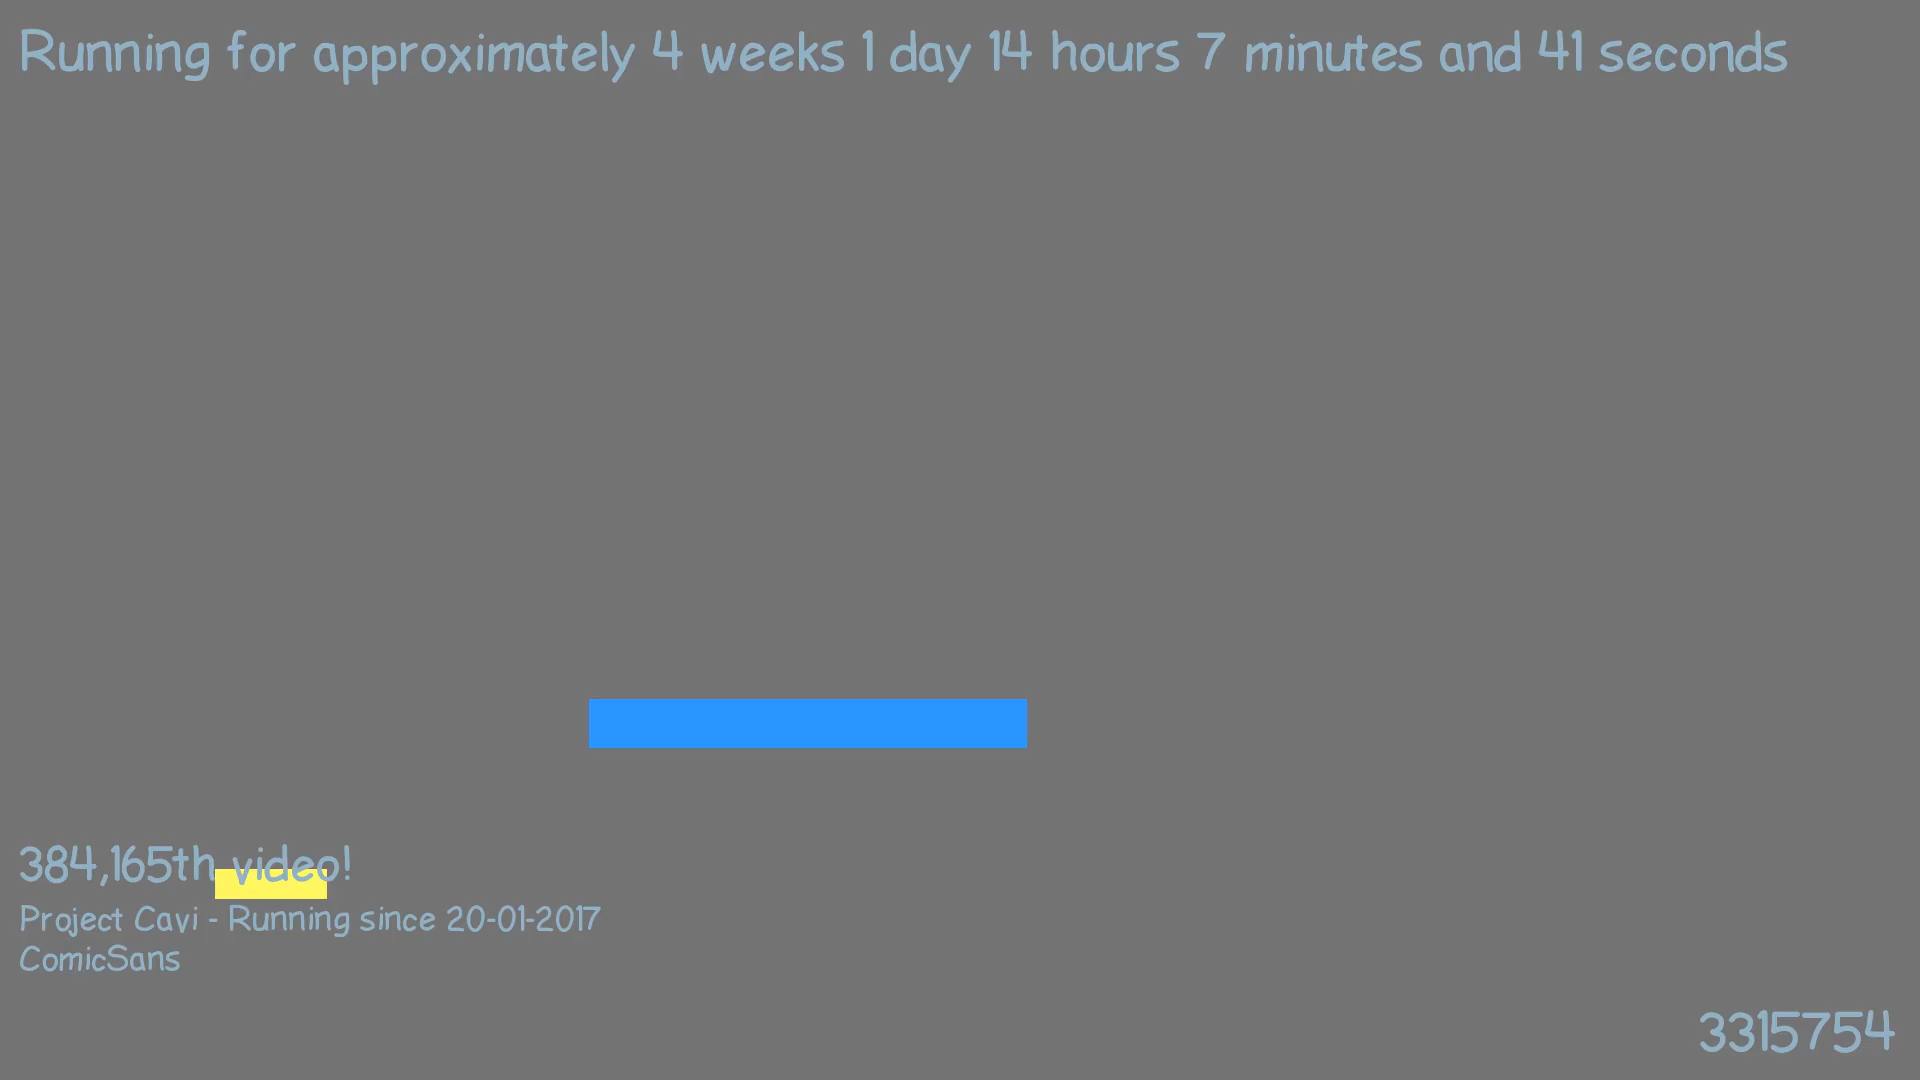 Running for approximately 4 weeks 1 day 14 hours 7 minutes and 41 seconds
384,165th video!
Project Cavi - Running since 20-01-2017
ComicSans
3315754